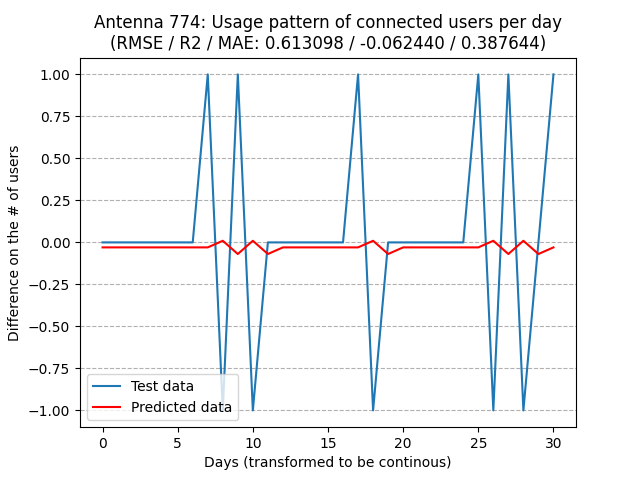 Antenna 774: Usage pattern of connected users per day
(RMSE / R2 / MAE: 0.613098 / -0.062440 / 0.387644)
Difference on the # of users
1.00
0.75
0.50
0.25
0.00
−0.25
−0.50
−0.75
−1.00
Test data
Predicted data
0 5 10 15 20 25 30
Days (transformed to be continous)